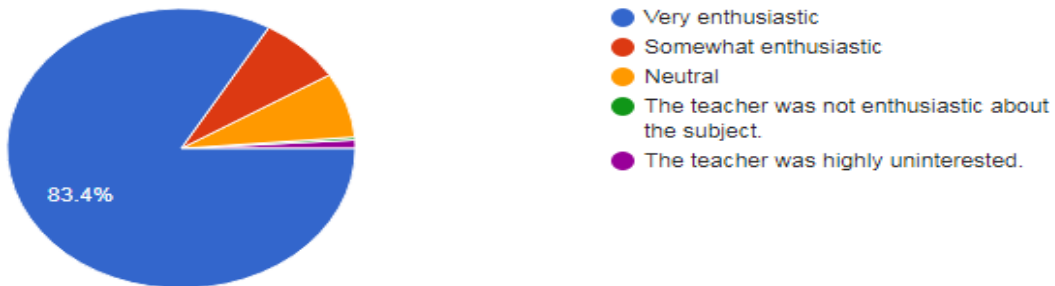 Very enthusiastic
Somewhat enthusiastic
Neutral
The teacher was not enthusiastic about
the subject.
The teacher was highly uninterested.
83.4%